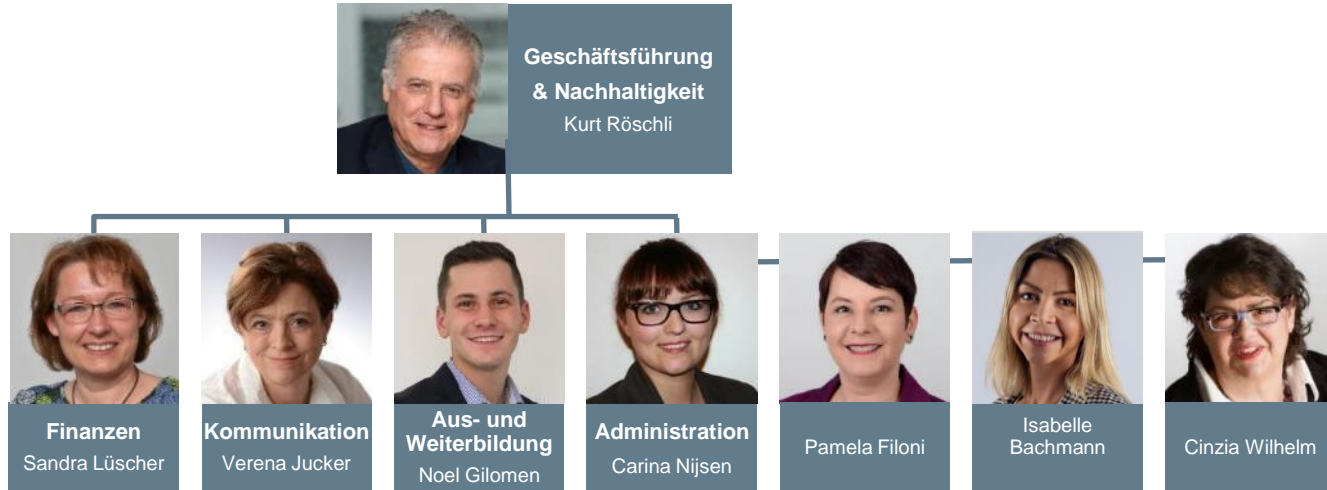 Geschäftsführung
& Nachhaltigkeit
Kurt Röschli
Finanzen
Sandra Lüscher
Kommunikation
Verena Jucker
Aus- und
Weiterbildung
Noel Gilomen
Administration
Carina Nijsen
Pamela Filoni
Isabelle
Bachmann
Cinzia Wilhelm